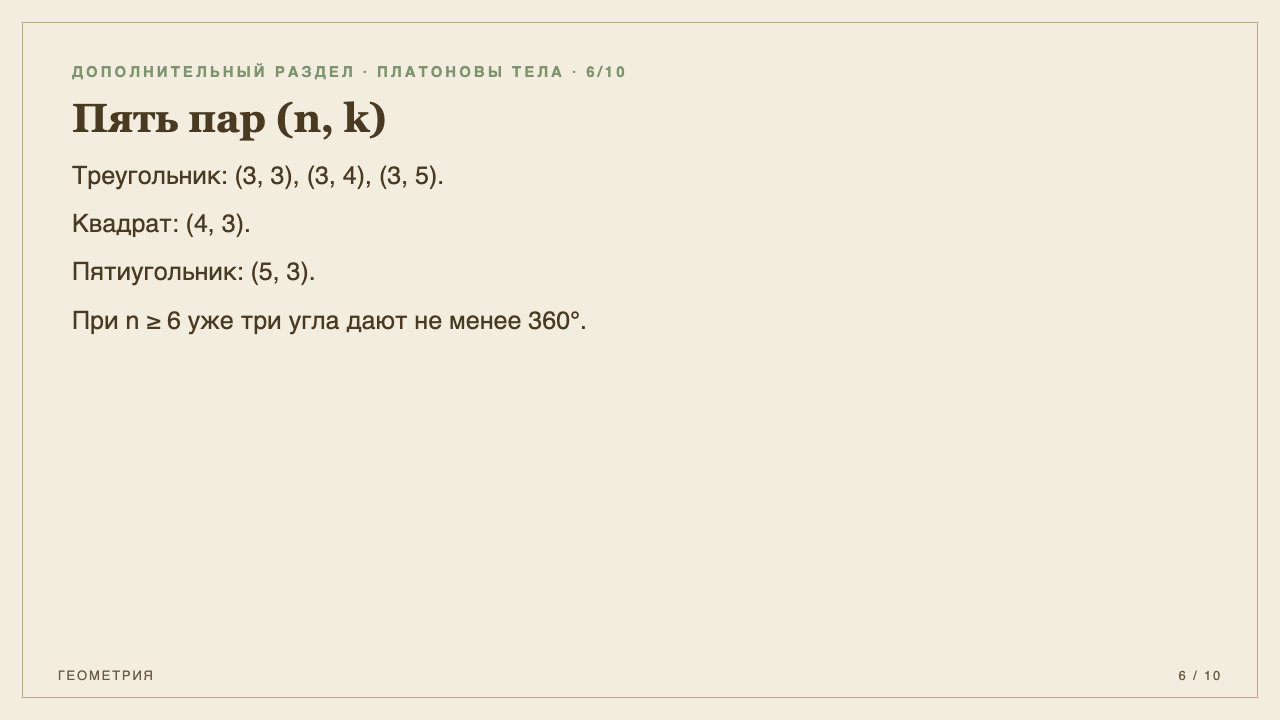 ДОПОЛНИТЕЛЬНЫЙ РАЗДЕЛ · ПЛАТОНОВЫ ТЕЛА · 6/10
Пять пар (n, k)
Треугольник: (3, 3), (3, 4), (3, 5).
Квадрат: (4, 3).
Пятиугольник: (5, 3).
При n ≥ 6 уже три угла дают не менее 360°.
ГЕОМЕТРИЯ
6 / 10